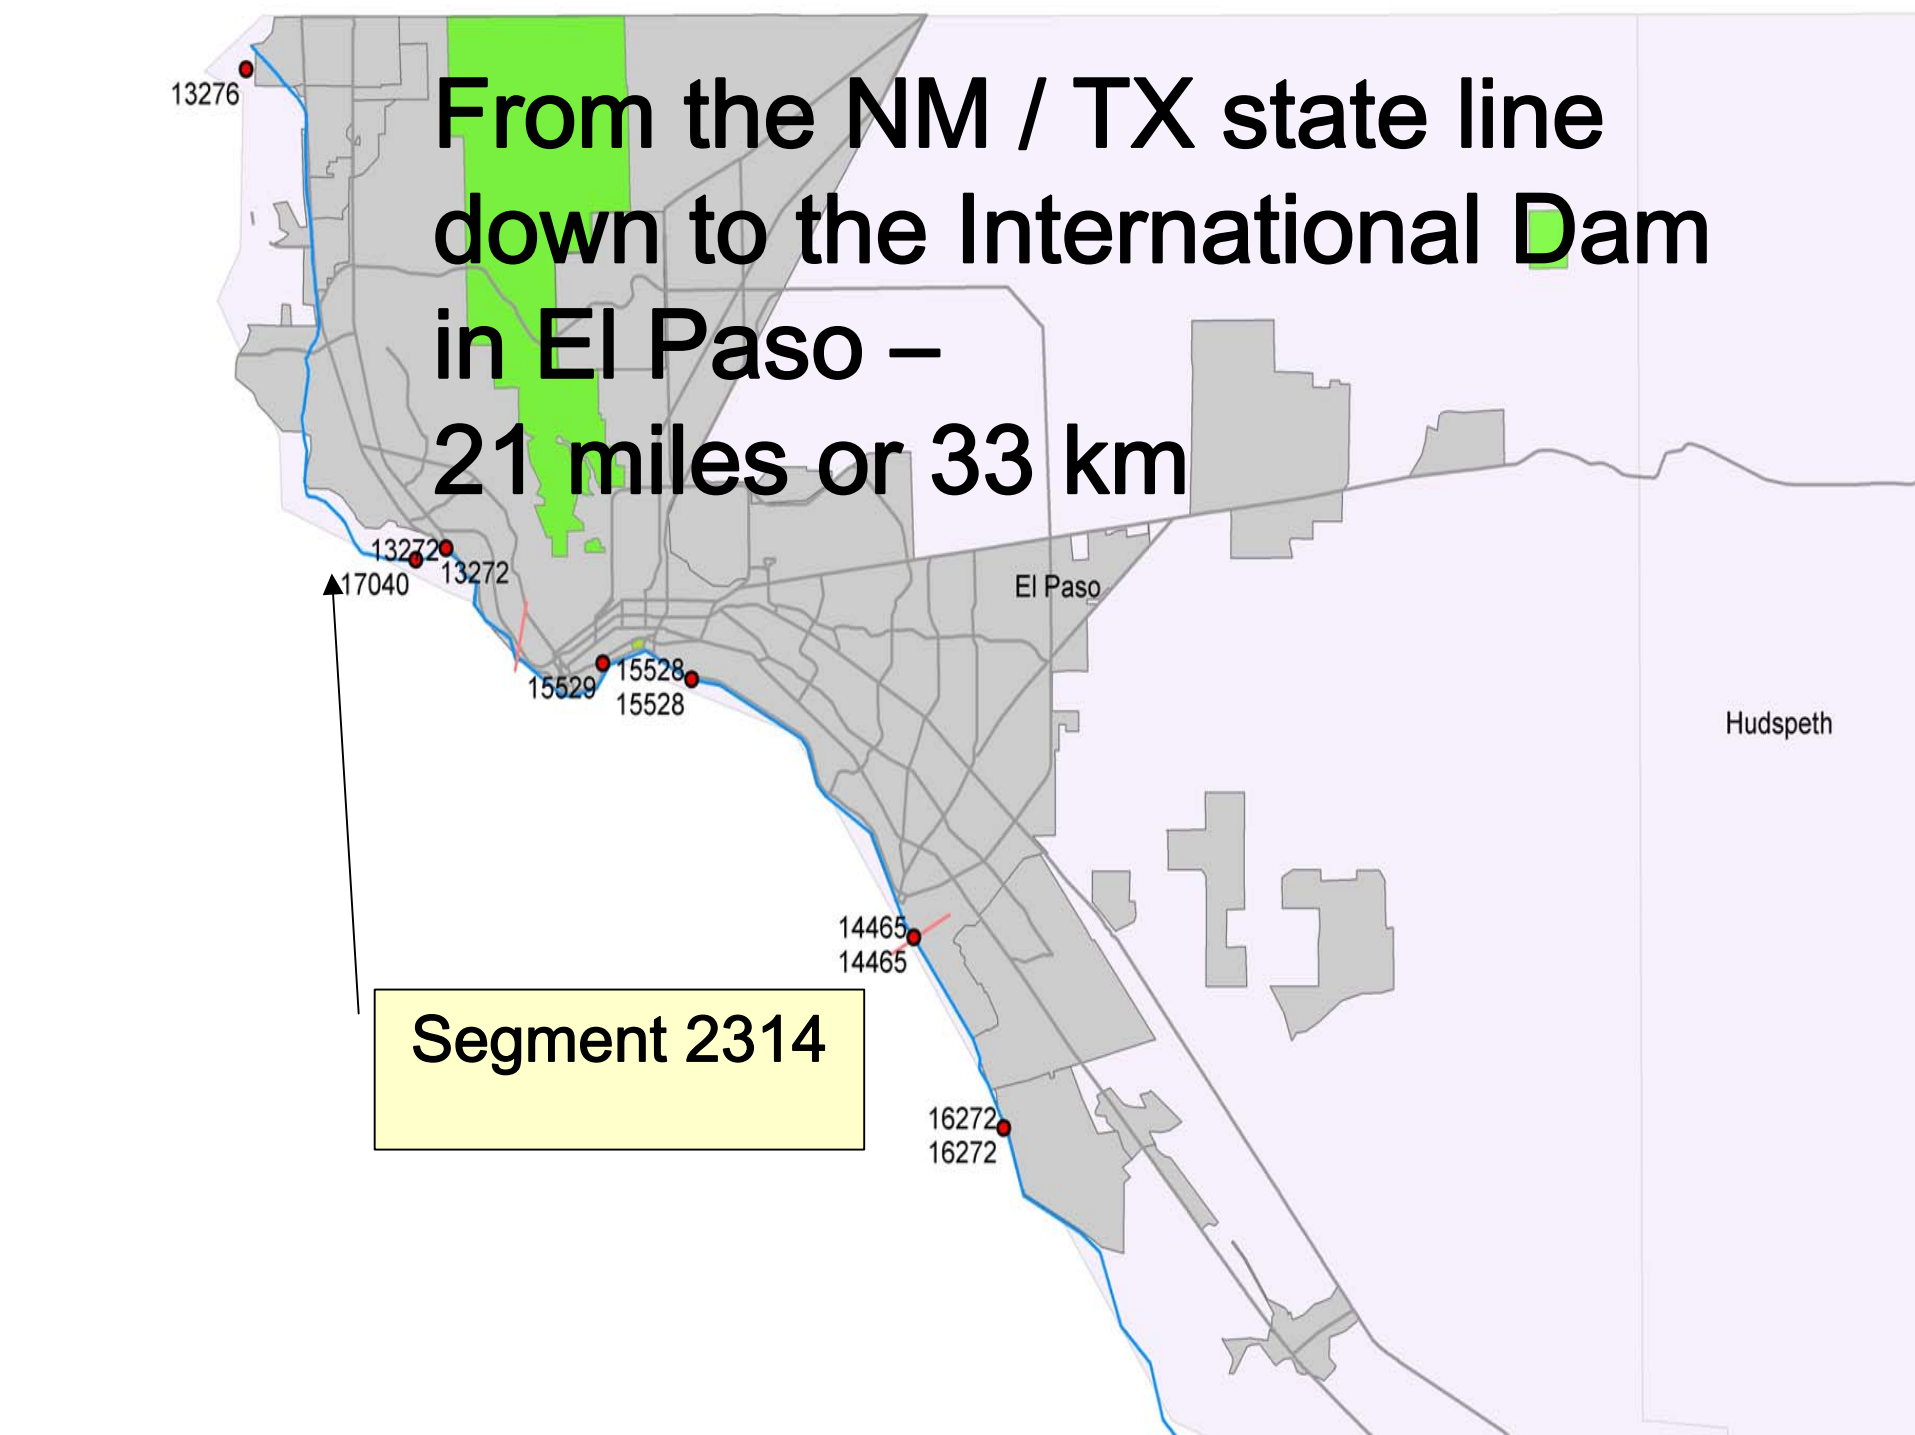 From the NM / TX state line
down to the International Dam
in El Paso –
21 miles or 33 km
13276
13272
17040
13272
El Paso
15529
15528
15528
Hudspeth
14465
14465
Segment 2314
16272
16272